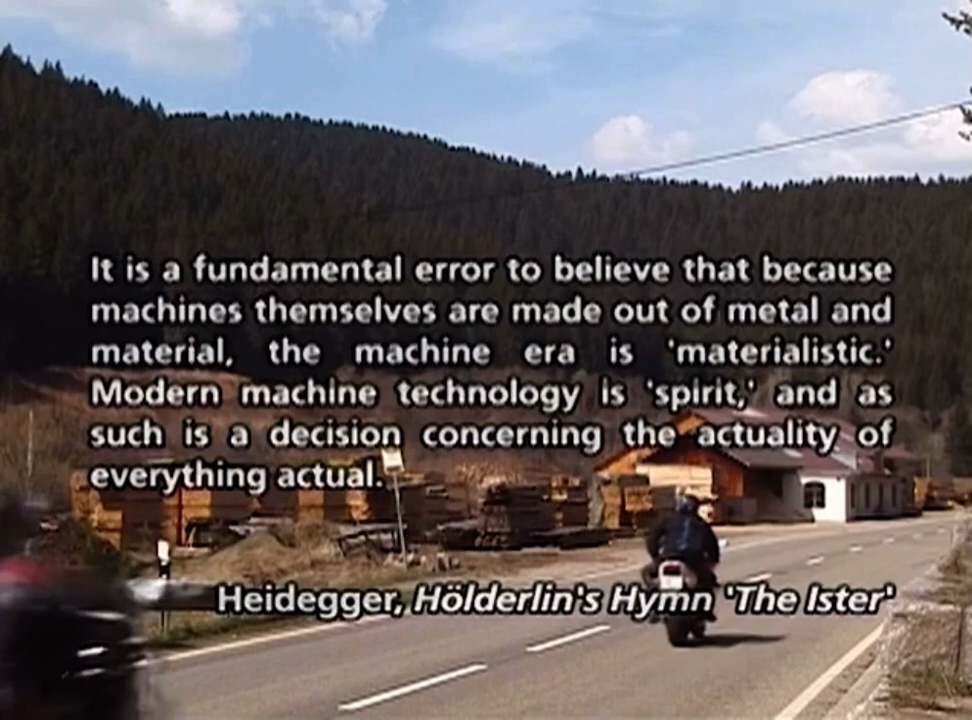 It is a fundamental error to believe that because
machines themselves are made out of metal and
material, the machine era is 'materialistic.'
Modern machine technology is 'spirit,' and as
such is a decision concerning the actuality of
everything actual.
Heidegger, Hölderlin's Hymn 'The Ister'